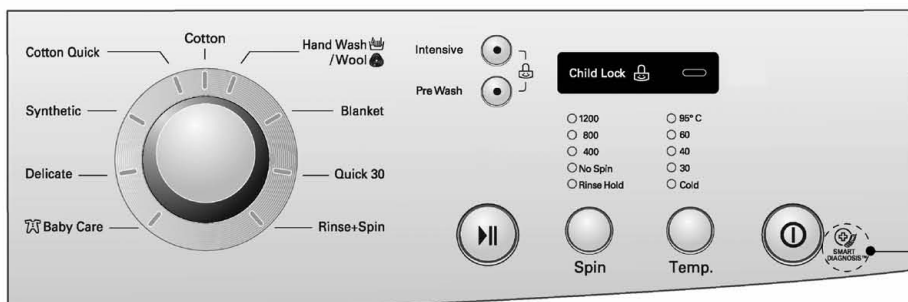 Cotton
Cotton Quick
Hand Wash
/Wool
Synthetic
Blanket
Delicate
Quick 30
Baby Care
Rinse+Spin
Intensive
Pre Wash
Child Lock
1200
800
400
No Spin
Rinse Hold
95° C
60
40
30
Cold
Spin
Temp.
SMART
DIAGNOSIS™